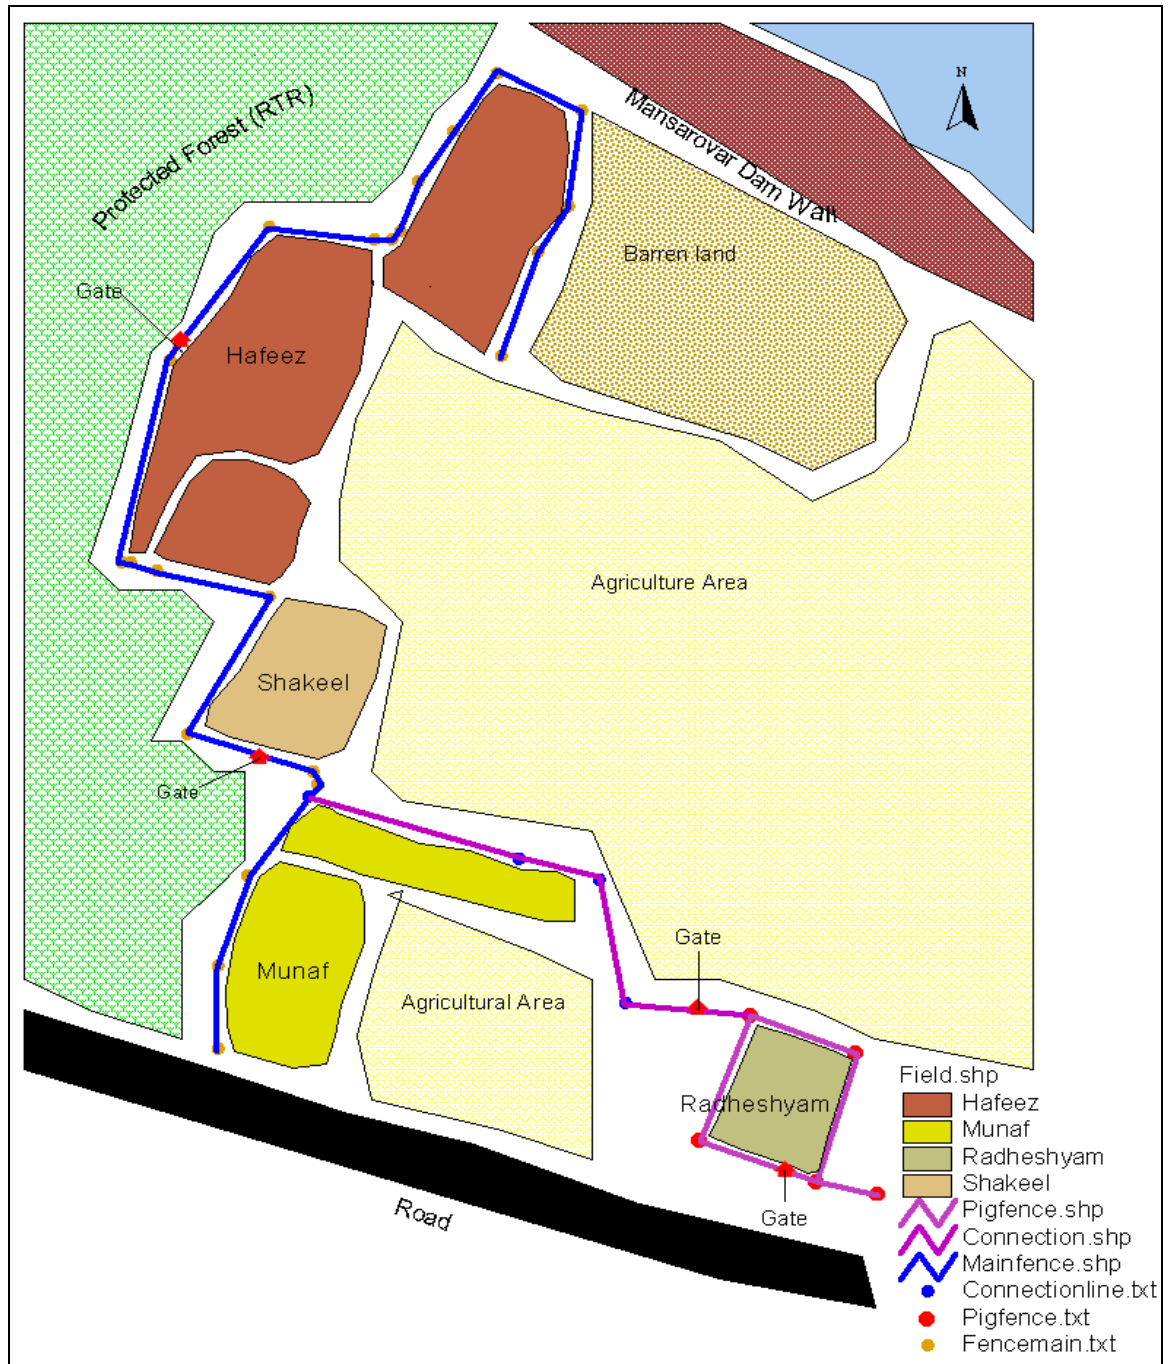 N
Protected Forest (RTR)
Mansarovar Dam Wall
Barren land
Gate
Hafeez
Agriculture Area
Shakeel
Gate
Gate
Munaf
Agricultural Area
Radheshyam
Gate
Road
Field.shp
Hafeez
Munaf
Radheshyam
Shakeel
Pigfence.shp
Connection.shp
Mainfence.shp
Connectionline.txt
Pigfence.txt
Fencemain.txt